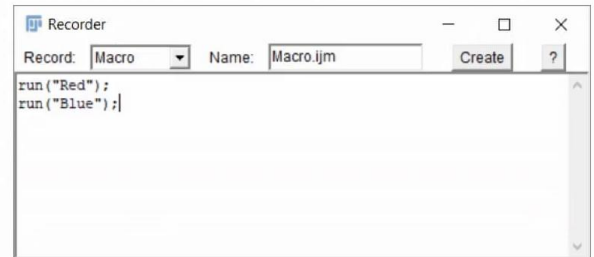 Recorder
Record: Macro Name: Macro.ijm Create ?
run("Red");
run("Blue");